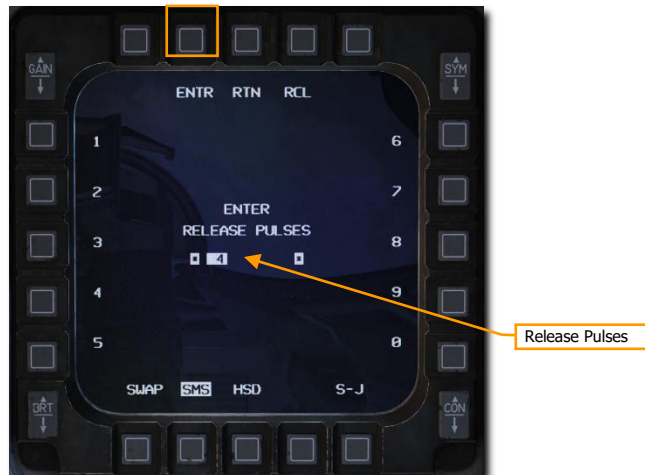 GAIN
SYM
ENTR RTN RCL
1 6
2 7
ENTER
RELEASE PULSES
3 8
4
4 9
Release Pulses
5 0
SWAP SMS HSD S-J
BRT
CON